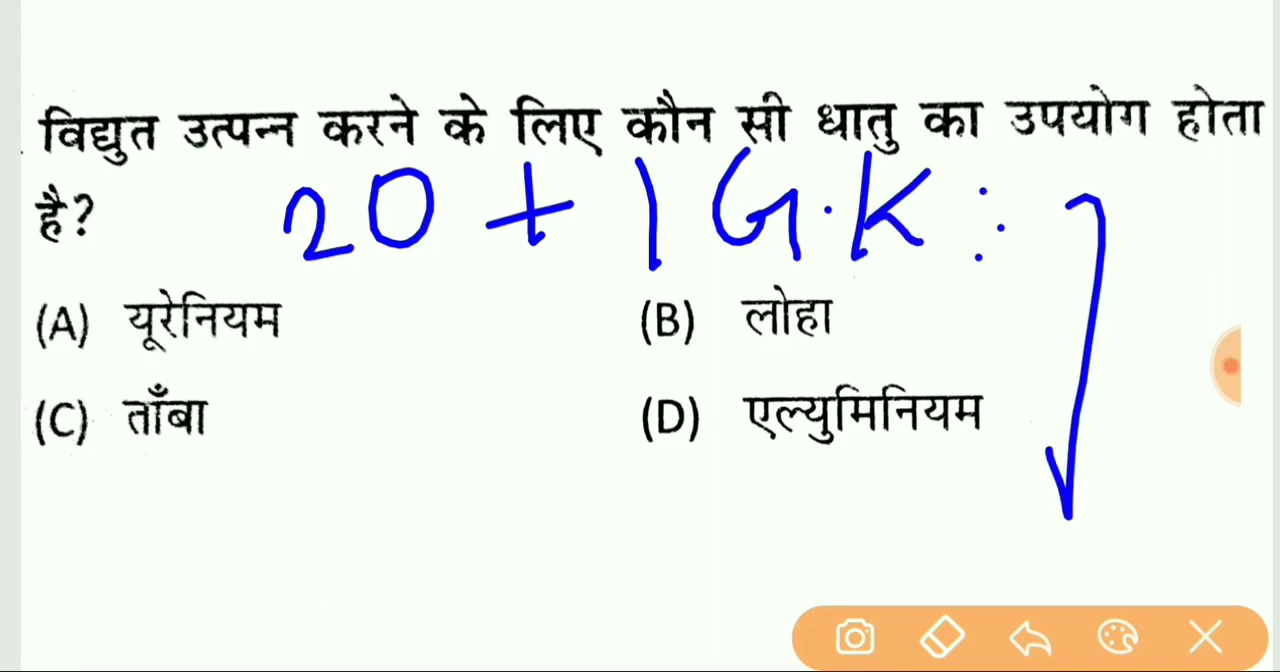 विद्युत उत्पन्न करने के लिए कौन सी धातु का उपयोग होता
है?
20 + 1 G.K :
(A) यूरेनियम (B) लोहा
(C) ताँबा (D) एल्युमिनियम